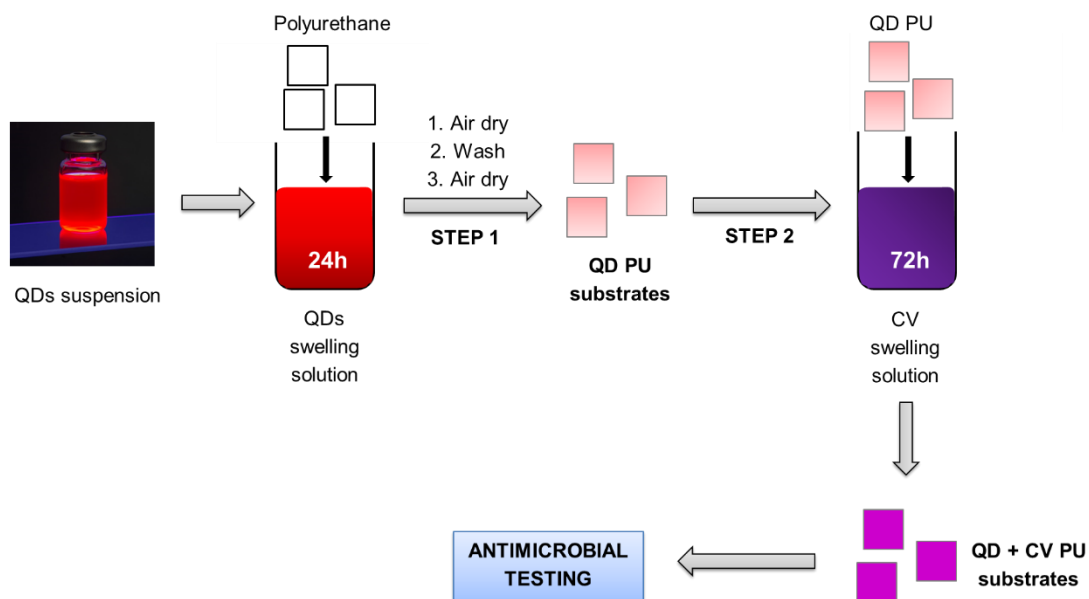 Polyurethane
QD PU
1. Air dry
2. Wash
3. Air dry
STEP 1
STEP 2
24h
72h
QDs suspension
QD PU
substrates
QDs
swelling
solution
CV
swelling
solution
ANTIMICROBIAL
TESTING
QD + CV PU
substrates